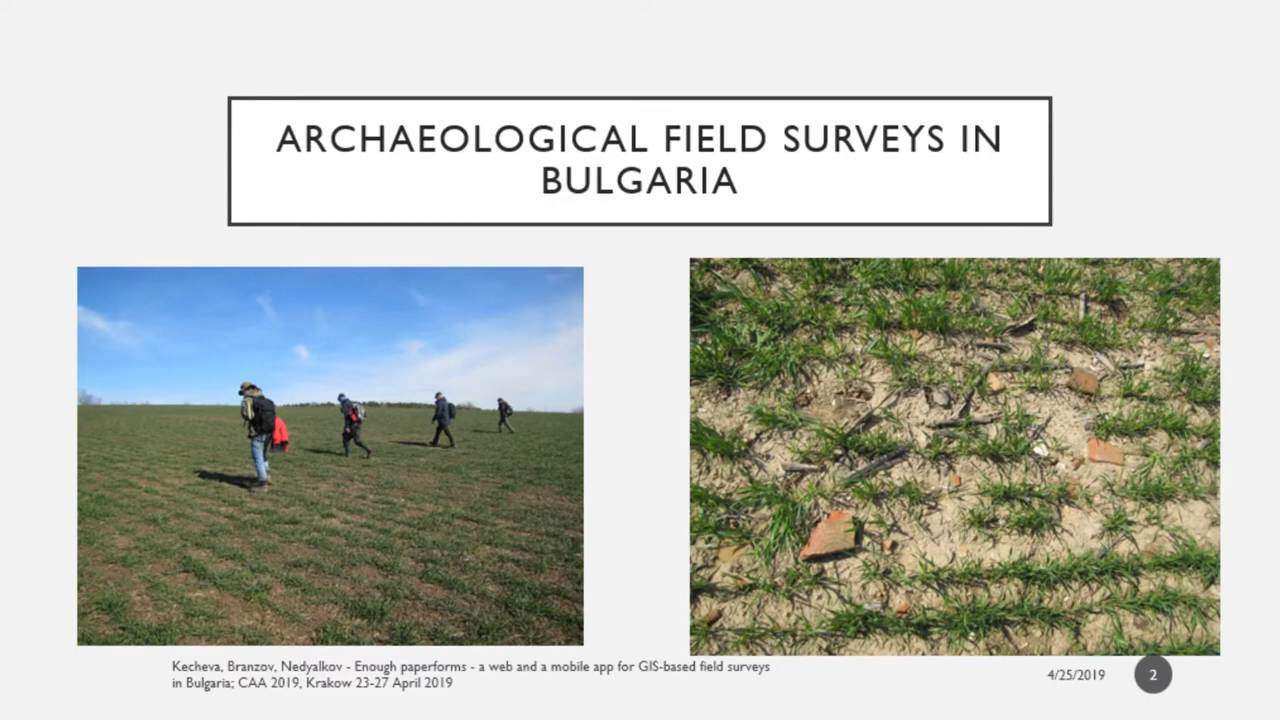 ARCHAEOLOGICAL FIELD SURVEYS IN
BULGARIA
Kecheva, Branzov, Nedyalkov - Enough paperforms - a web and a mobile app for GIS-based field surveys
in Bulgaria; CAA 2019, Krakow 23-27 April 2019
4/25/2019
2